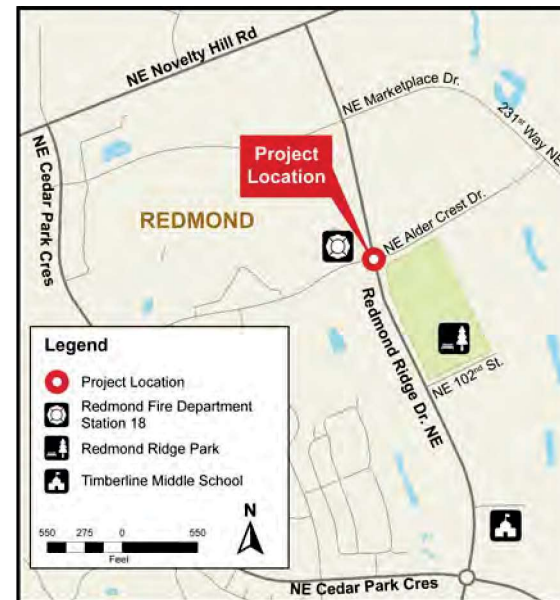 NE Novelty Hill Rd
NE Marketplace Dr.
231st Way NE
NE Cedar Park Cres
Project
Location
REDMOND
NE Alder Crest Dr.
Redmond Ridge Dr. NE
NE 102nd St.
Legend
Project Location
Redmond Fire Department
Station 18
Redmond Ridge Park
Timberline Middle School
N
550 275 0 550
Feet
NE Cedar Park Cres